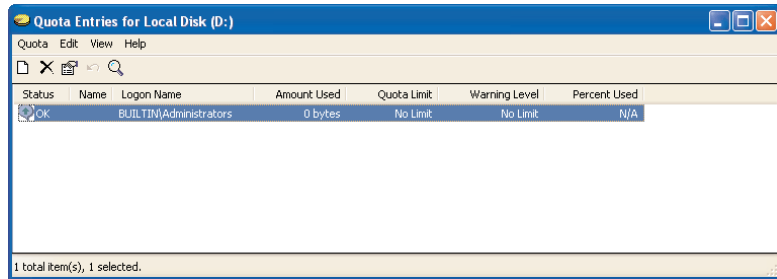 Quota Entries for Local Disk (D:)
Quota Edit View Help
Status Name Logon Name Amount Used Quota Limit Warning Level Percent Used
OK BUILTIN\Administrators 0 bytes No Limit No Limit N/A
1 total item(s), 1 selected.